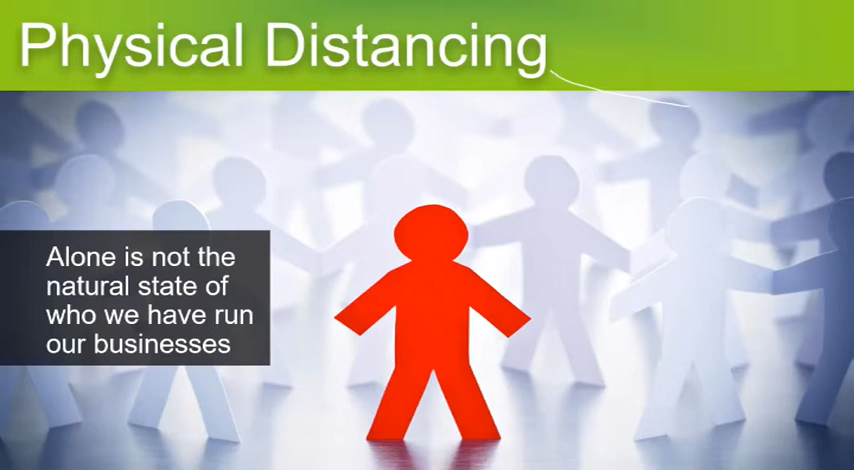 Physical Distancing
Alone is not the
natural state of
who we have run
our businesses